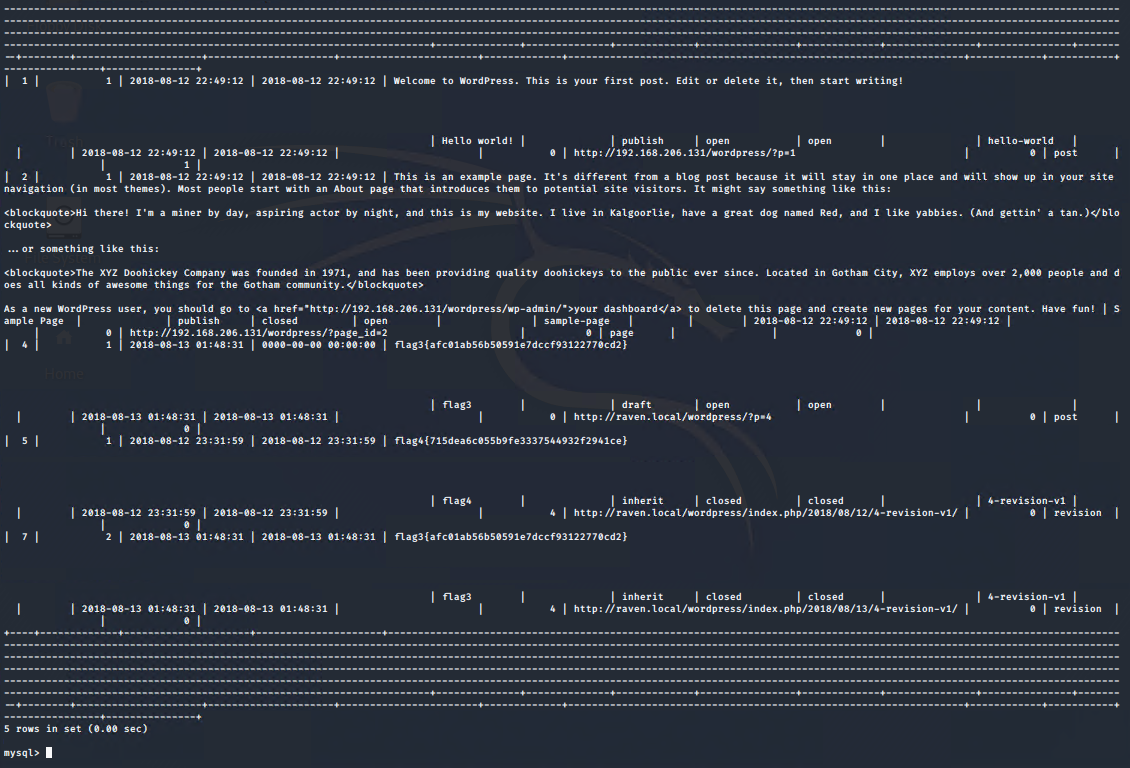 | 1 | 1 | 2018-08-12 22:49:12 | 2018-08-12 22:49:12 | Welcome to WordPress. This is your first post. Edit or delete it, then start writing!
| Hello world! | | publish | open | open | | | hello-world |
| | 2018-08-12 22:49:12 | 2018-08-12 22:49:12 | | 0 | http://192.168.206.131/wordpress/?p=1 | 0 | post |
| 1 |
| 2 | 1 | 2018-08-12 22:49:12 | 2018-08-12 22:49:12 | This is an example page. It's different from a blog post because it will stay in one place and will show up in your site
navigation (in most themes). Most people start with an About page that introduces them to potential site visitors. It might say something like this:
<blockquote>Hi there! I'm a miner by day, aspiring actor by night, and this is my website. I live in Kalgoorlie, have a great dog named Red, and I like yabbies. (And gettin' a tan.)</blo
ckquote>
...or something like this:
<blockquote>The XYZ Doohickey Company was founded in 1971, and has been providing quality doohickeys to the public ever since. Located in Gotham City, XYZ employs over 2,000 people and d
oes all kinds of awesome things for the Gotham community.</blockquote>
As a new WordPress user, you should go to <a href="http://192.168.206.131/wordpress/wp-admin/">your dashboard</a> to delete this page and create new pages for your content. Have fun! | S
ample Page | | publish | closed | open | | sample-page | | | 2018-08-12 22:49:12 | 2018-08-12 22:49:12 |
| 0 | http://192.168.206.131/wordpress/?page_id=2 | 0 | page | | 0 |
| 4 | 1 | 2018-08-13 01:48:31 | 0000-00-00 00:00:00 | flag3{afc01ab56b50591e7dccf93122770cd2}
| flag3 | | draft | open | open | | | |
| | 2018-08-13 01:48:31 | 2018-08-13 01:48:31 | | 0 | http://raven.local/wordpress/?p=4 | 0 | post |
| 0 |
| 5 | 1 | 2018-08-12 23:31:59 | 2018-08-12 23:31:59 | flag4{715dea6c055b9fe3337544932f2941ce}
| flag4 | | inherit | closed | closed | | | 4-revision-v1 |
| | 2018-08-12 23:31:59 | 2018-08-12 23:31:59 | | 4 | http://raven.local/wordpress/index.php/2018/08/12/4-revision-v1/ | 0 | revision |
| 0 |
| 7 | 2 | 2018-08-13 01:48:31 | 2018-08-13 01:48:31 | flag3{afc01ab56b50591e7dccf93122770cd2}
| flag3 | | inherit | closed | closed | | | 4-revision-v1 |
| | 2018-08-13 01:48:31 | 2018-08-13 01:48:31 | | 4 | http://raven.local/wordpress/index.php/2018/08/13/4-revision-v1/ | 0 | revision |
| 0 |
5 rows in set (0.00 sec)
mysql>
Home